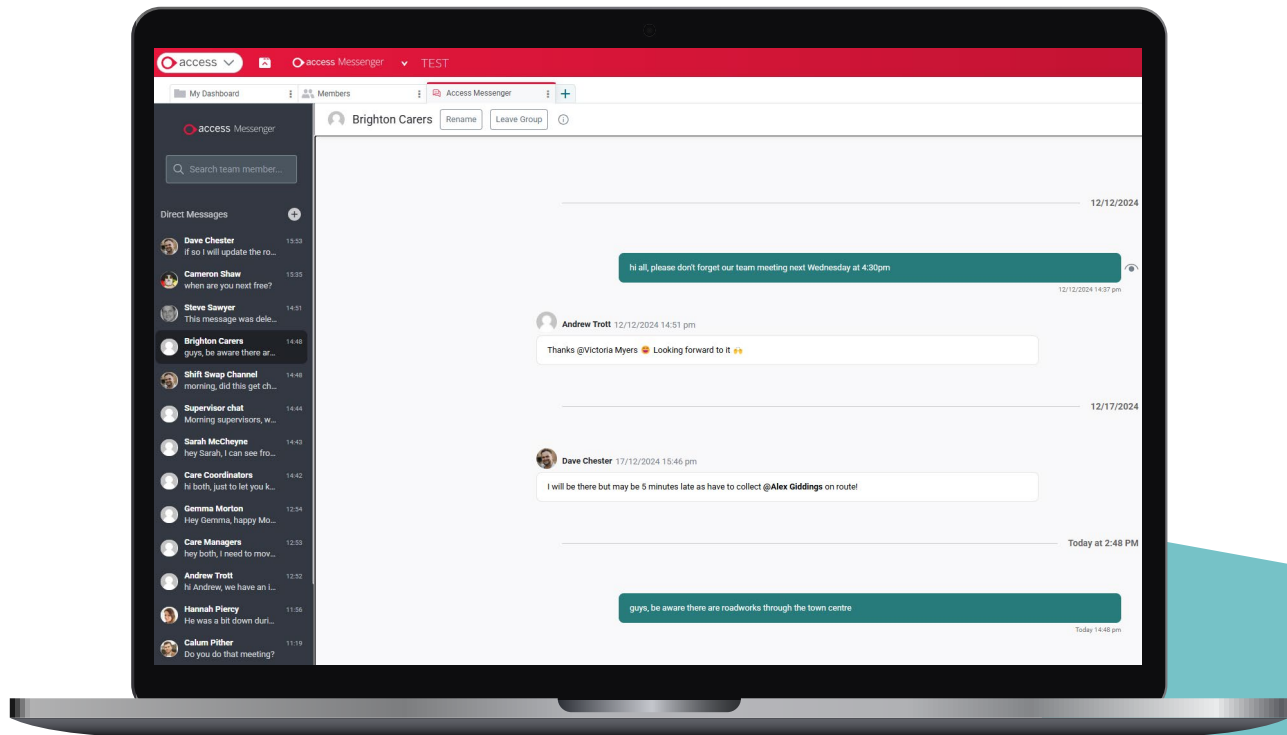 access
access Messenger
TEST
My Dashboard
Members
Access Messenger
access Messenger
Brighton Carers
Rename
Leave Group
Search team member...
Direct Messages
Dave Chester 15:53
if so I will update the ro...
Cameron Shaw 15:35
when are you next free?
Steve Sawyer 14:51
This message was dele...
Brighton Carers 14:48
guys, be aware there ar...
Shift Swap Channel 14:48
morning, did this get ch...
Supervisor chat 14:44
Morning supervisors, w...
Sarah McCheyne 14:43
hey Sarah, I can see fro...
Care Coordinators 14:42
hi both, just to let you k...
Gemma Morton 12:54
Hey Gemma, happy Mo...
Care Managers 12:53
hey both, I need to mov...
Andrew Trott 12:52
hi Andrew, we have an i...
Hannah Piercy 11:56
He was a bit down duri...
Calum Pither 11:19
Do you do that meeting?
12/12/2024
hi all, please don't forget our team meeting next Wednesday at 4:30pm
12/12/2024 14:37 pm
Andrew Trott 12/12/2024 14:51 pm
Thanks @Victoria Myers 😍 Looking forward to it 🙌
12/17/2024
Dave Chester 17/12/2024 15:46 pm
I will be there but may be 5 minutes late as have to collect @Alex Giddings on route!
Today at 2:48 PM
guys, be aware there are roadworks through the town centre
Today 14:48 pm